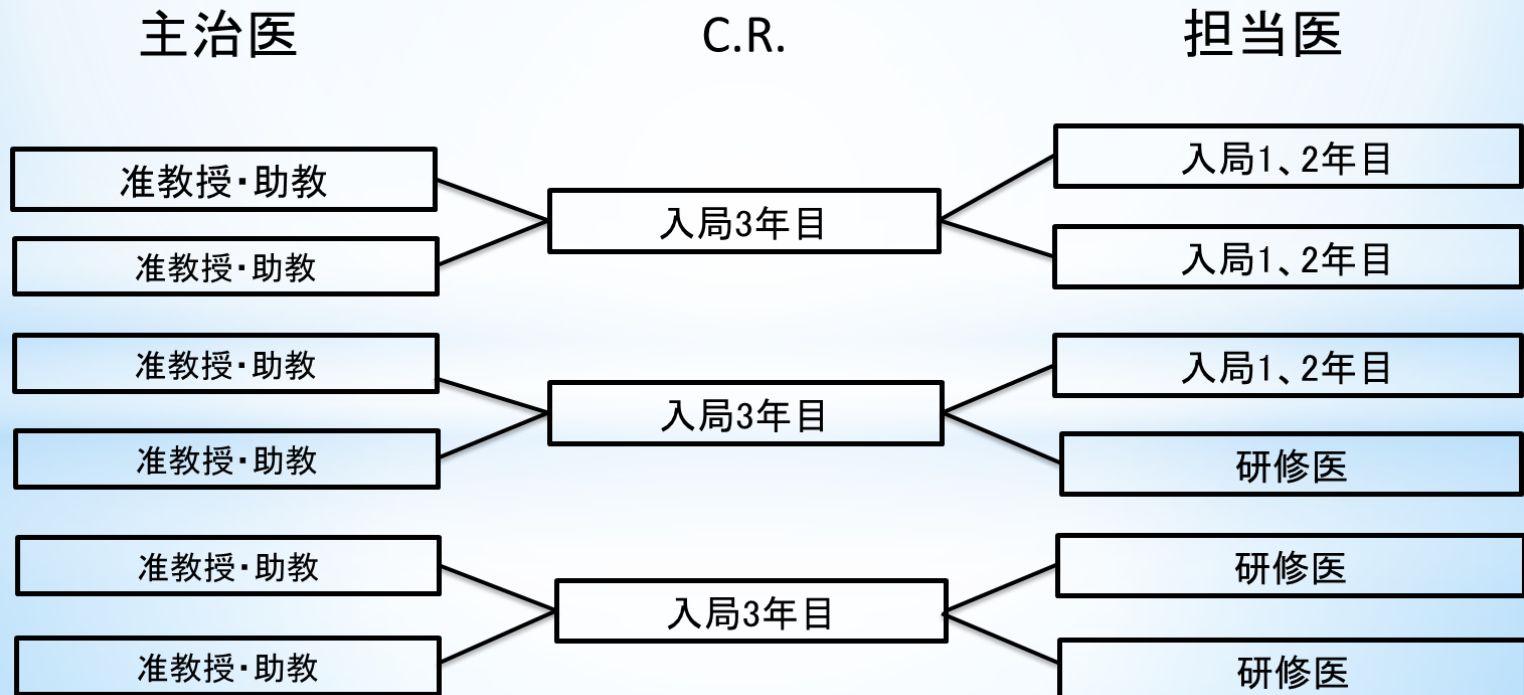 主治医
C.R.
担当医
准教授・助教
准教授・助教
入局3年目
入局1、2年目
入局1、2年目
准教授・助教
准教授・助教
入局3年目
入局1、2年目
研修医
准教授・助教
准教授・助教
入局3年目
研修医
研修医